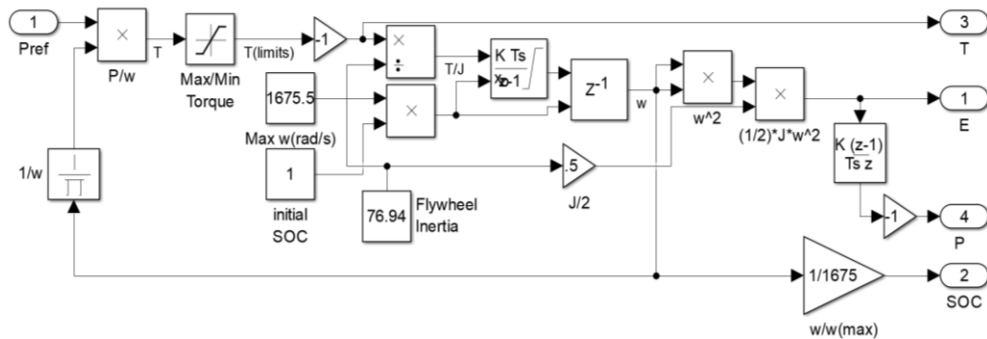 1
Pref
×
P/w
T
Max/Min
Torque
T(limits)
-1
3
T
×
÷
T/J
K Ts
z-1
xo
Z-1
w
×
w^2
×
(1/2)*J*w^2
1
E
1675.5
Max w(rad/s)
×
1
initial
SOC
76.94
Flywheel
Inertia
.5
J/2
K (z-1)
Ts z
-1
4
P
1/w
1
1/1675
w/w(max)
2
SOC